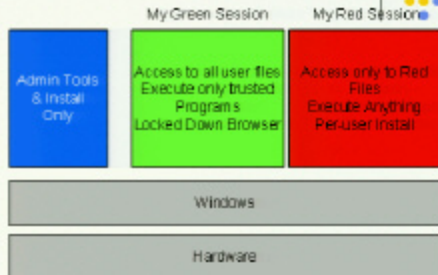 My Green Session
My Red Session
Admin Tools
& Install
Only
Access to all user files
Execute only trusted
Programs
Locked Down Browser
Access only to Red
Files
Execute Anything
Per-user Install
Windows
Hardware